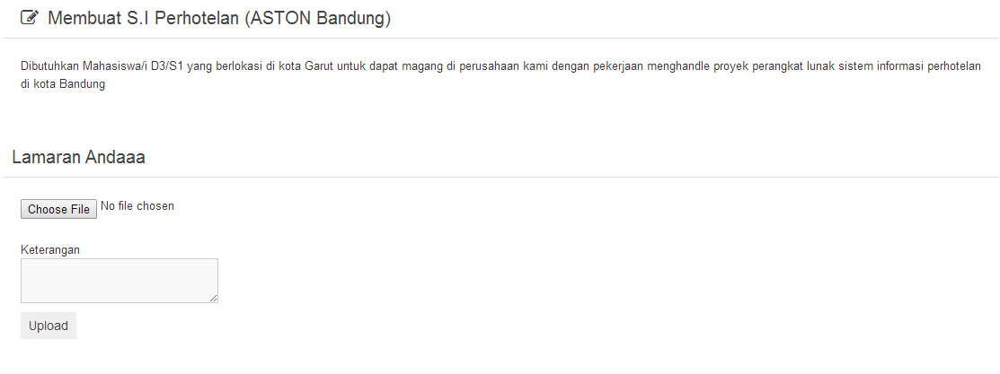 Membuat S.I Perhotelan (ASTON Bandung)
Dibutuhkan Mahasiswa/i D3/S1 yang berlokasi di kota Garut untuk dapat magang di perusahaan kami dengan pekerjaan menghandle proyek perangkat lunak sistem informasi perhotelan
di kota Bandung
Lamaran Andaaa
Choose File No file chosen
Keterangan
Upload